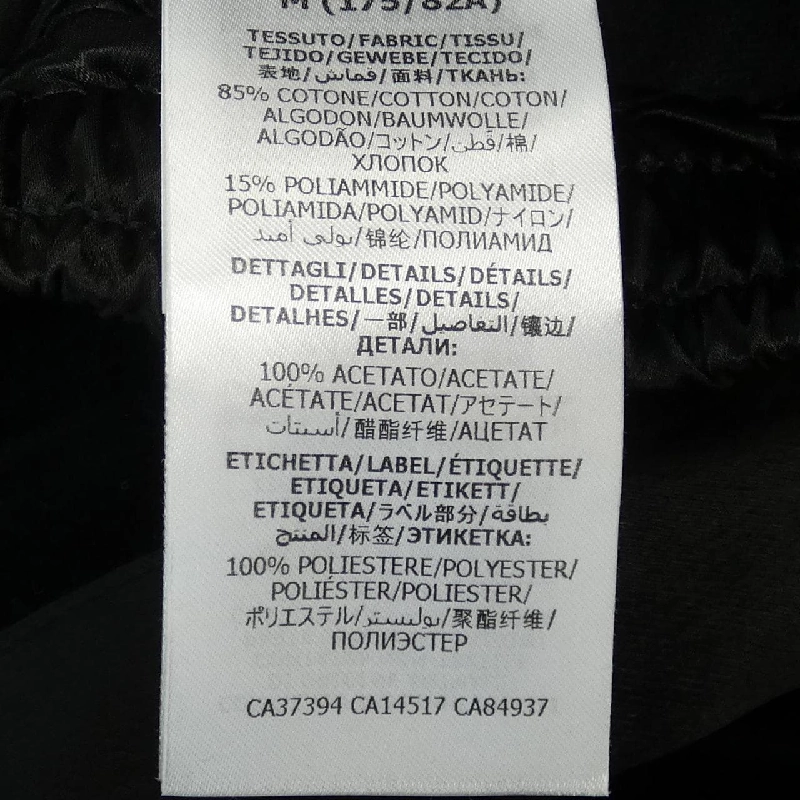 M (175/82A)
TESSUTO/FABRIC/TISSU/
TEJIDO/GEWEBE/TECIDO/
表地/قماش/面料/ТКАНЬ:
85% COTONE/COTTON/COTON/
ALGODON/BAUMWOLLE/
ALGODÃO/コットン/قطن/棉/
ХЛОПОК
15% POLIAMMIDE/POLYAMIDE/
POLIAMIDA/POLYAMID/ナイロン/
بولي أميد/锦纶/ПОЛИАМИД
DETTAGLI/DETAILS/DÉTAILS/
DETALLES/DETAILS/
DETALHES/一部/التفاصيل/镶边/
ДЕТАЛИ:
100% ACETATO/ACETATE/
ACÉTATE/ACETAT/アセテート/
أسيتات/醋酯纤维/АЦЕТАТ
ETICHETTA/LABEL/ÉTIQUETTE/
ETIQUETA/ETIKETT/
ETIQUETA/ラベル部分/بطاقة
المنتج/标签/ЭТИКЕТКА:
100% POLIESTERE/POLYESTER/
POLIÉSTER/POLIESTER/
ポリエステル/بوليستر/聚酯纤维/
ПОЛИЭСТЕР
CA37394 CA14517 CA84937